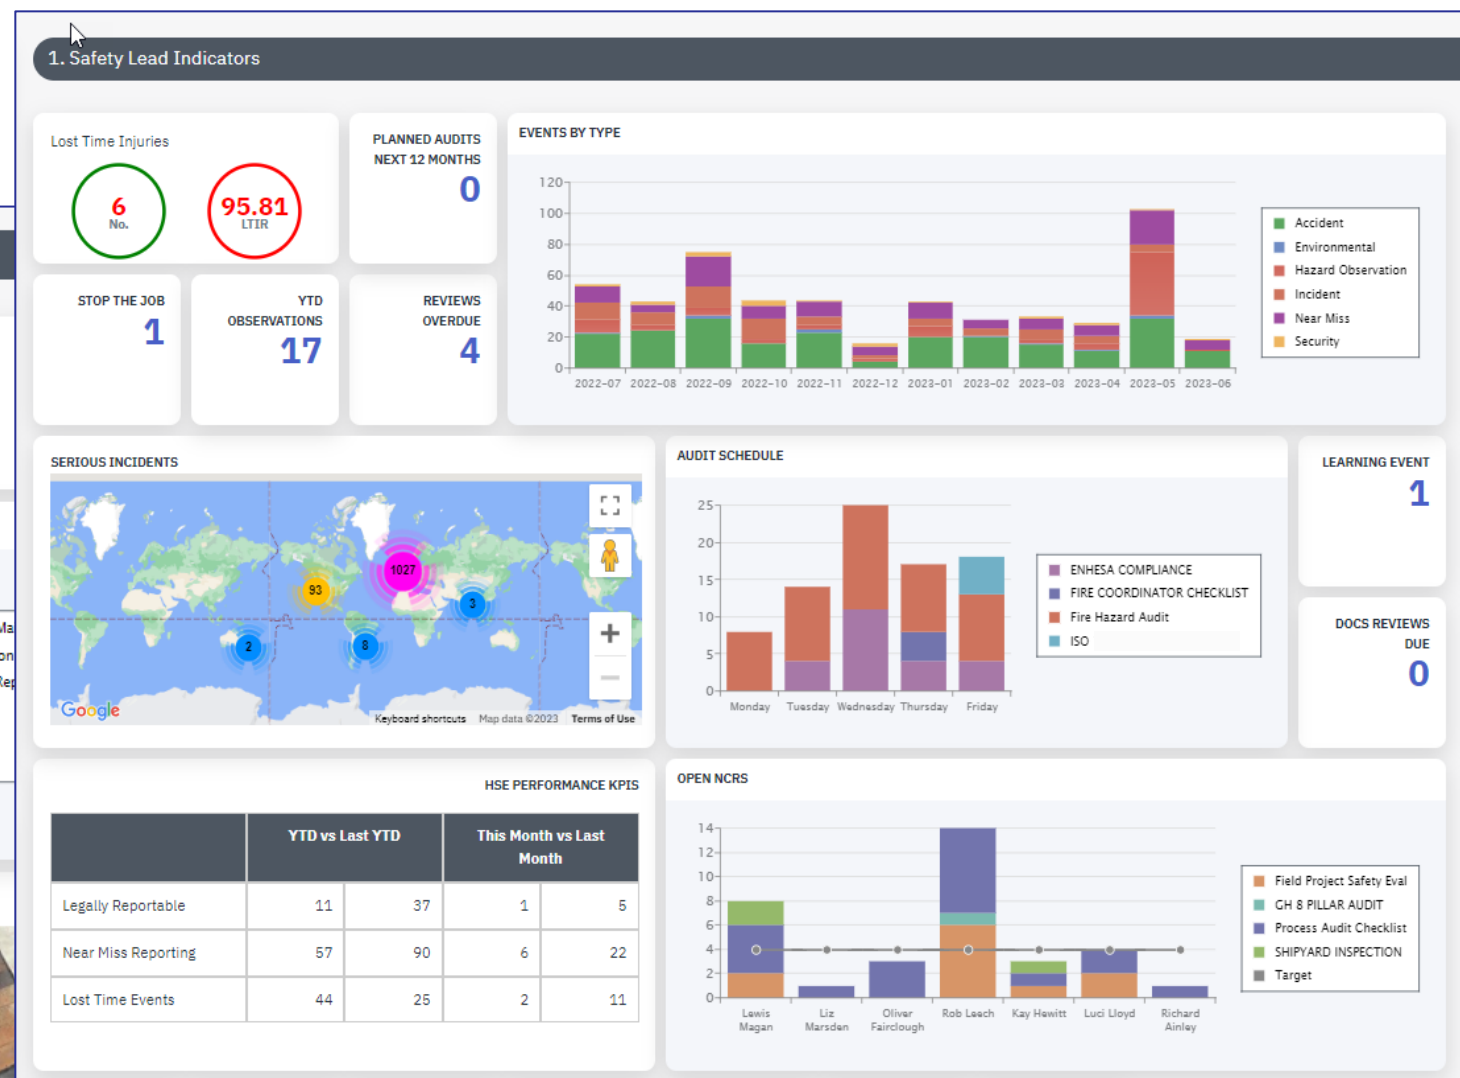 1. Safety Lead Indicators
Lost Time Injuries
6
No.
95.81
LTIR
PLANNED AUDITS
NEXT 12 MONTHS
0
STOP THE JOB
1
YTD
OBSERVATIONS
17
REVIEWS
OVERDUE
4
EVENTS BY TYPE
120
100
80
60
40
20
0
2022-07 2022-08 2022-09 2022-10 2022-11 2022-12 2023-01 2023-02 2023-03 2023-04 2023-05 2023-06
Accident
Environmental
Hazard Observation
Incident
Near Miss
Security
SERIOUS INCIDENTS
1027
93
3
2
8
Google
Keyboard shortcuts Map data ©2023 Terms of Use
AUDIT SCHEDULE
25
20
15
10
5
0
Monday Tuesday Wednesday Thursday Friday
ENHESA COMPLIANCE
FIRE COORDINATOR CHECKLIST
Fire Hazard Audit
ISO
LEARNING EVENT
1
DOCS REVIEWS
DUE
0
HSE PERFORMANCE KPIS
YTD vs Last YTD This Month vs Last
Month
Legally Reportable 11 37 1 5
Near Miss Reporting 57 90 6 22
Lost Time Events 44 25 2 11
OPEN NCRS
14
12
10
8
6
4
2
0
Lewis Liz Oliver Rob Leech Kay Hewitt Luci Lloyd Richard
Magan Marsden Fairclough Ainley
Field Project Safety Eval
GH 8 PILLAR AUDIT
Process Audit Checklist
SHIPYARD INSPECTION
Target